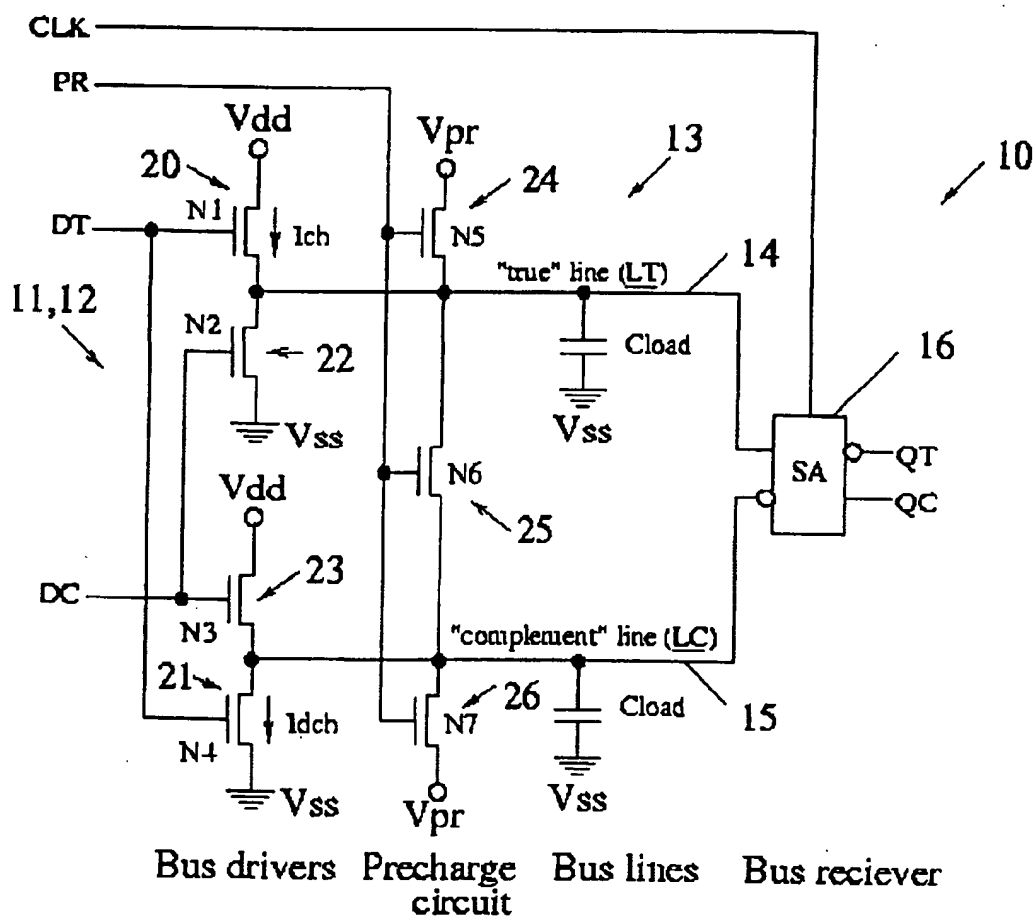 CLK
PR
Vdd
Vpr
13
10
20
24
DT
N1
Ich
N5
"true" line (LT)
14
11,12
N2
22
Cload
16
Vss
Vss
SA
QT
QC
Vdd
N6
25
23
DC
N3
"complement" line (LC)
21
26
15
N4
Idch
N7
Cload
Vss
Vpr
Vss
Bus drivers
Precharge
circuit
Bus lines
Bus reciever